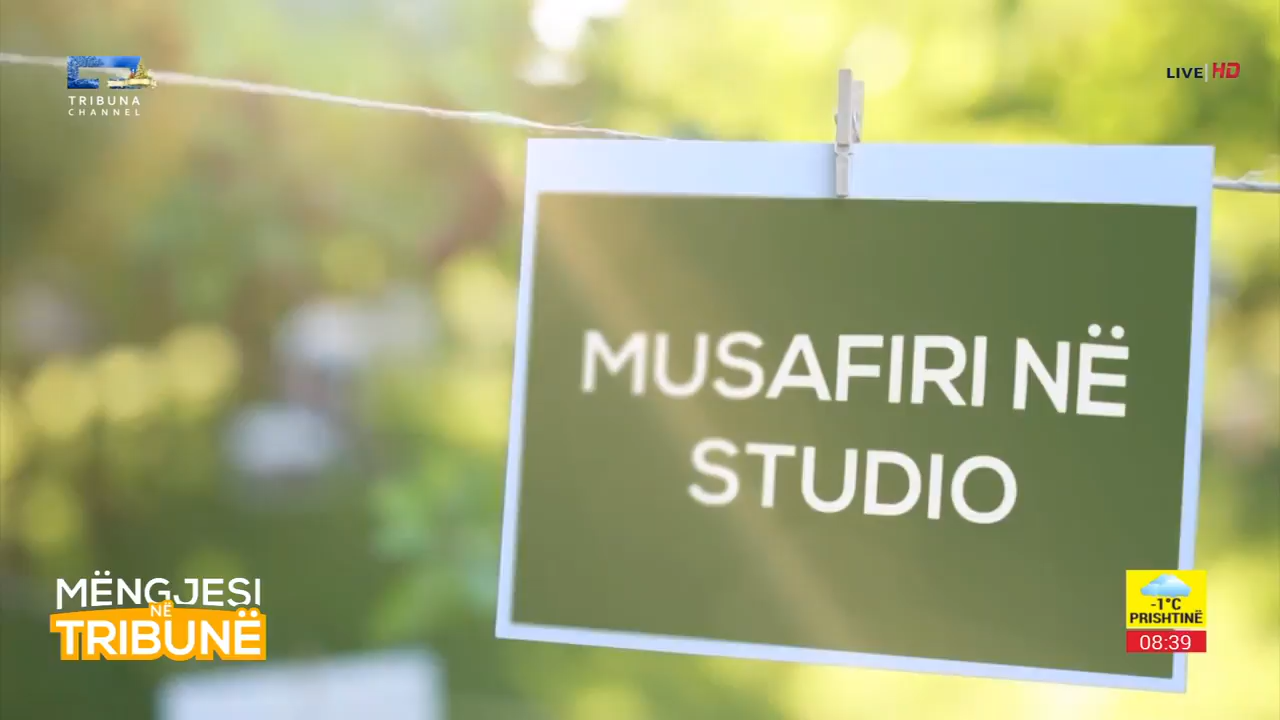 TRIBUNA
CHANNEL
LIVE HD
MUSAFIRI NË
STUDIO
MËNGJESI
NË
TRIBUNË
-1°C
PRISHTINË
08:39